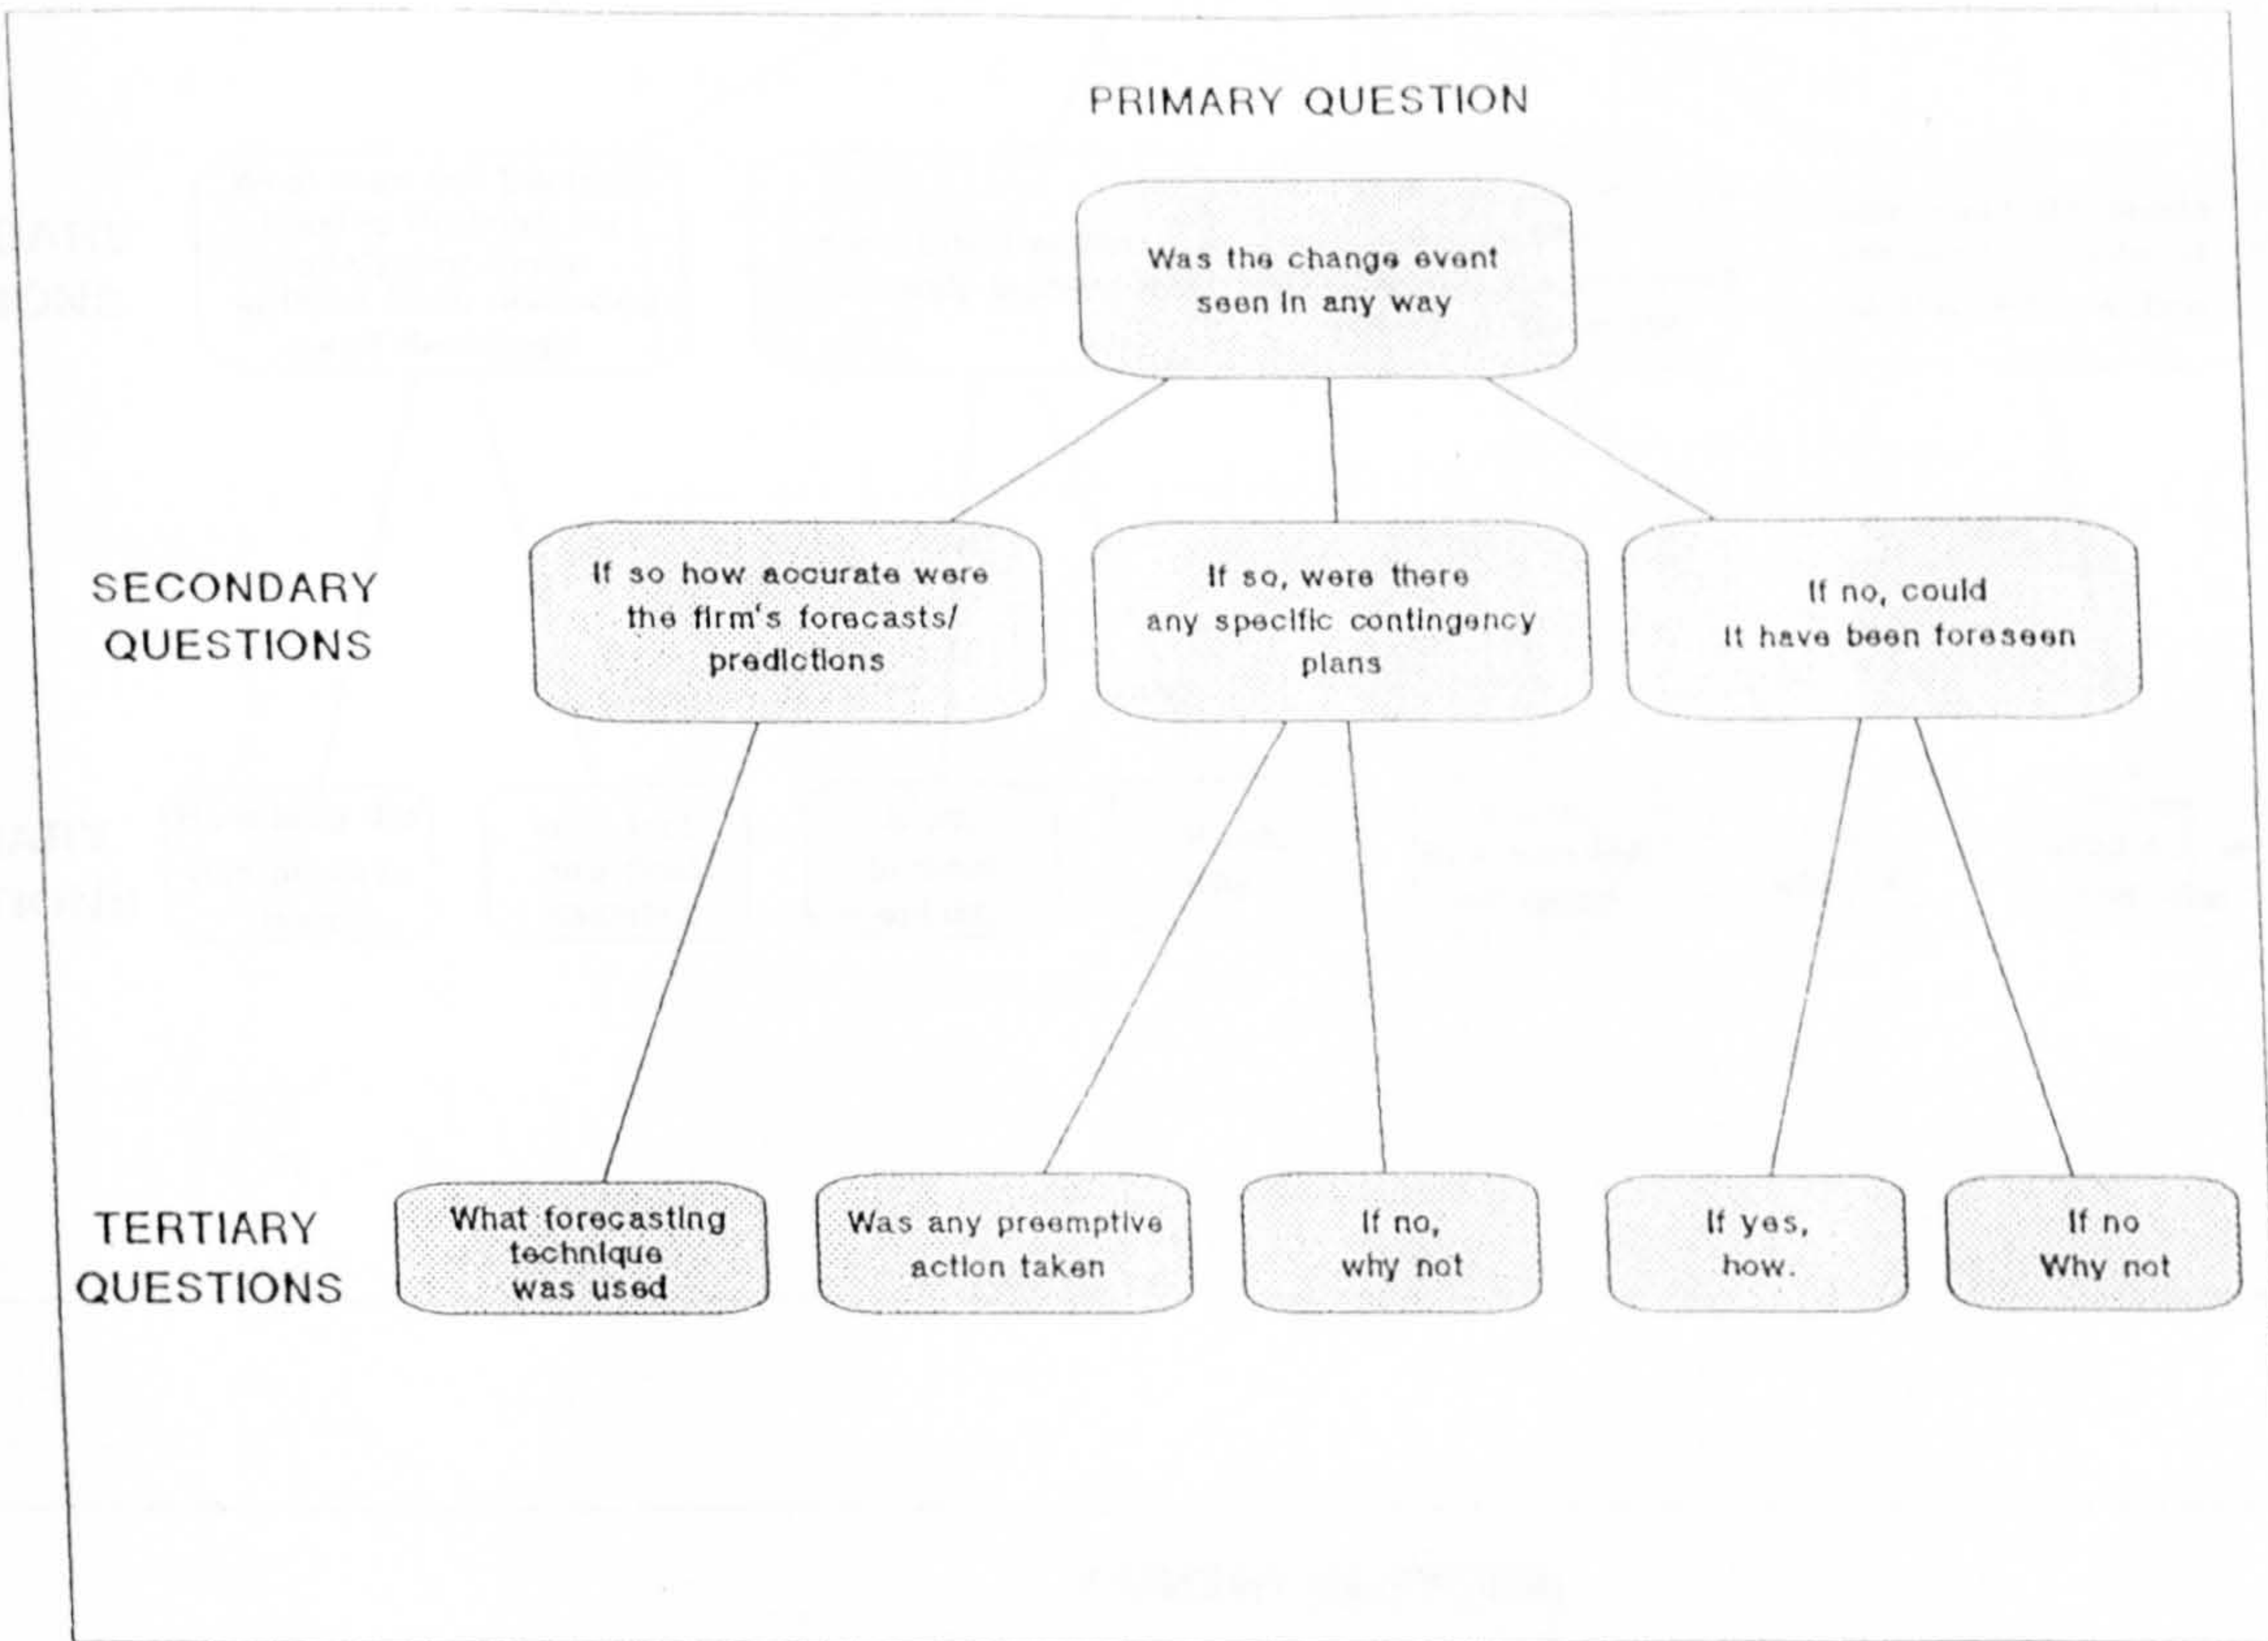 PRIMARY QUESTION
Was the change event
seen in any way
SECONDARY
QUESTIONS
If so how accurate were
the firm's forecasts/
predictions
If so, were there
any specific contingency
plans
If no, could
it have been foreseen
TERTIARY
QUESTIONS
What forecasting
technique
was used
Was any preemptive
action taken
If no,
why not
If yes,
how.
If no
Why not